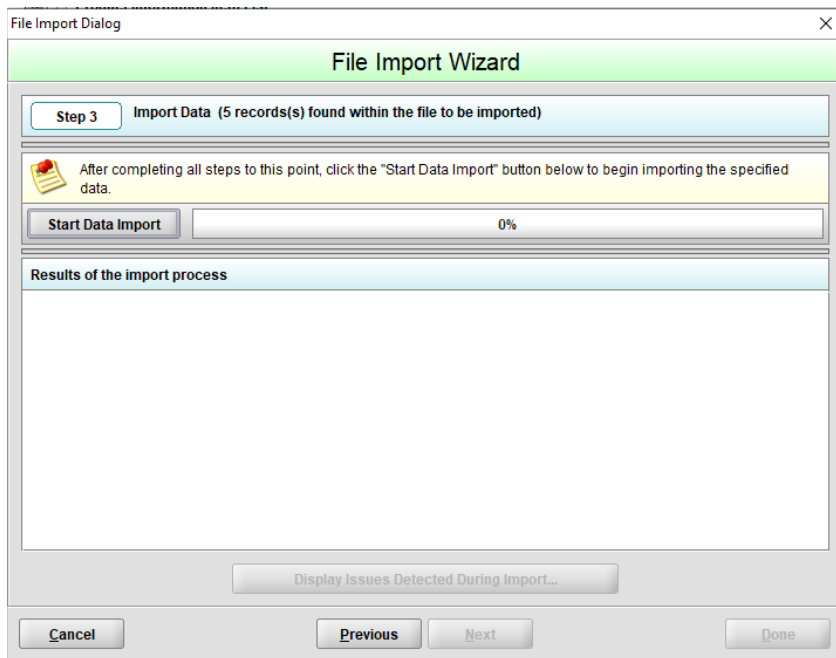 File Import Dialog
File Import Wizard
Step 3
Import Data (5 records(s) found within the file to be imported)
After completing all steps to this point, click the "Start Data Import" button below to begin importing the specified
data.
Start Data Import
0%
Results of the import process
Display Issues Detected During Import...
Cancel
Previous
Next
Done